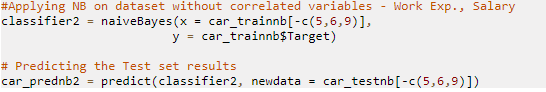 #Applying NB on dataset without correlated variables - Work Exp., Salary
classifier2 = naiveBayes(x = car_trainnb[-c(5,6,9)],
y = car_trainnb$Target)
# Predicting the Test set results
car_prednb2 = predict(classifier2, newdata = car_testnb[-c(5,6,9)])